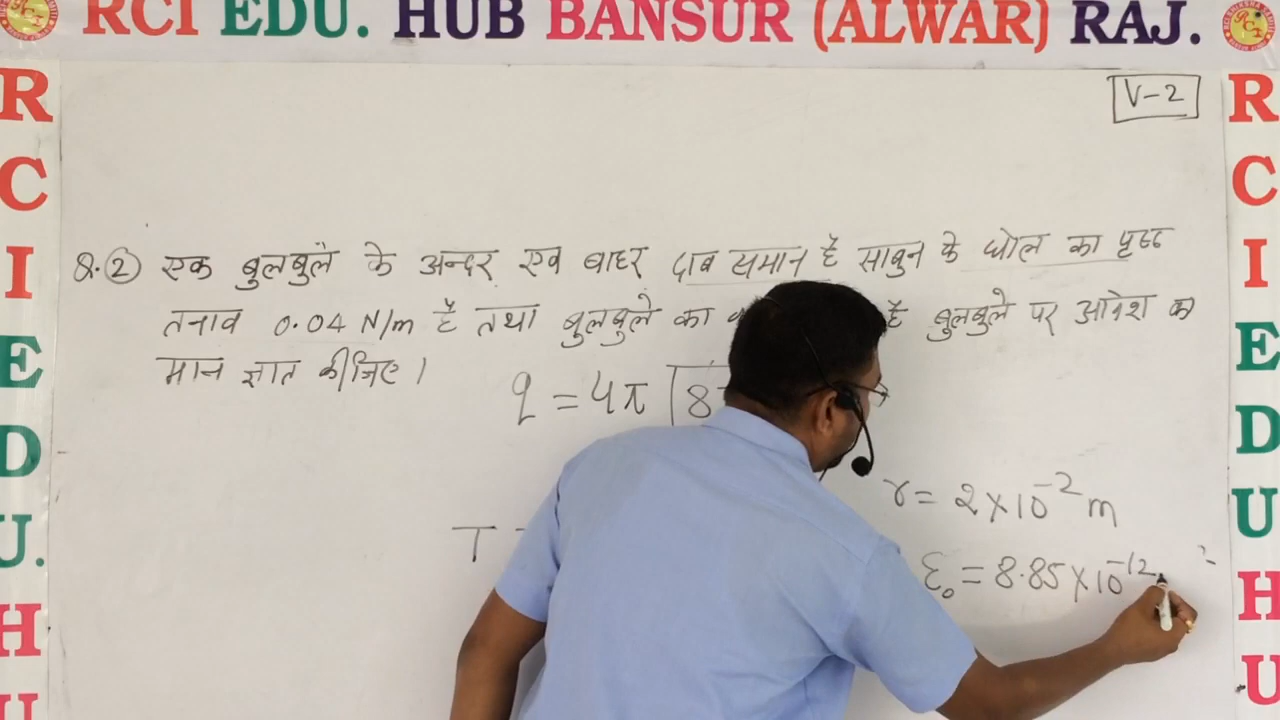 RCI EDU. HUB BANSUR (ALWAR) RAJ.
R
C
I
E
D
U.
H
U
R
C
I
E
D
U
H
U
V-2
Q.② एक बुलबुले के अन्दर एवं बाहर दाब समान है साबुन के घोल का पृष्ठ
तनाव 0.04 N/m है तथा बुलबुले का है बुलबुले पर आवेश का
मान ज्ञात कीजिए।
q = 4π √8
r = 2×10⁻² m
T
ε₀ = 8.85×10⁻¹²